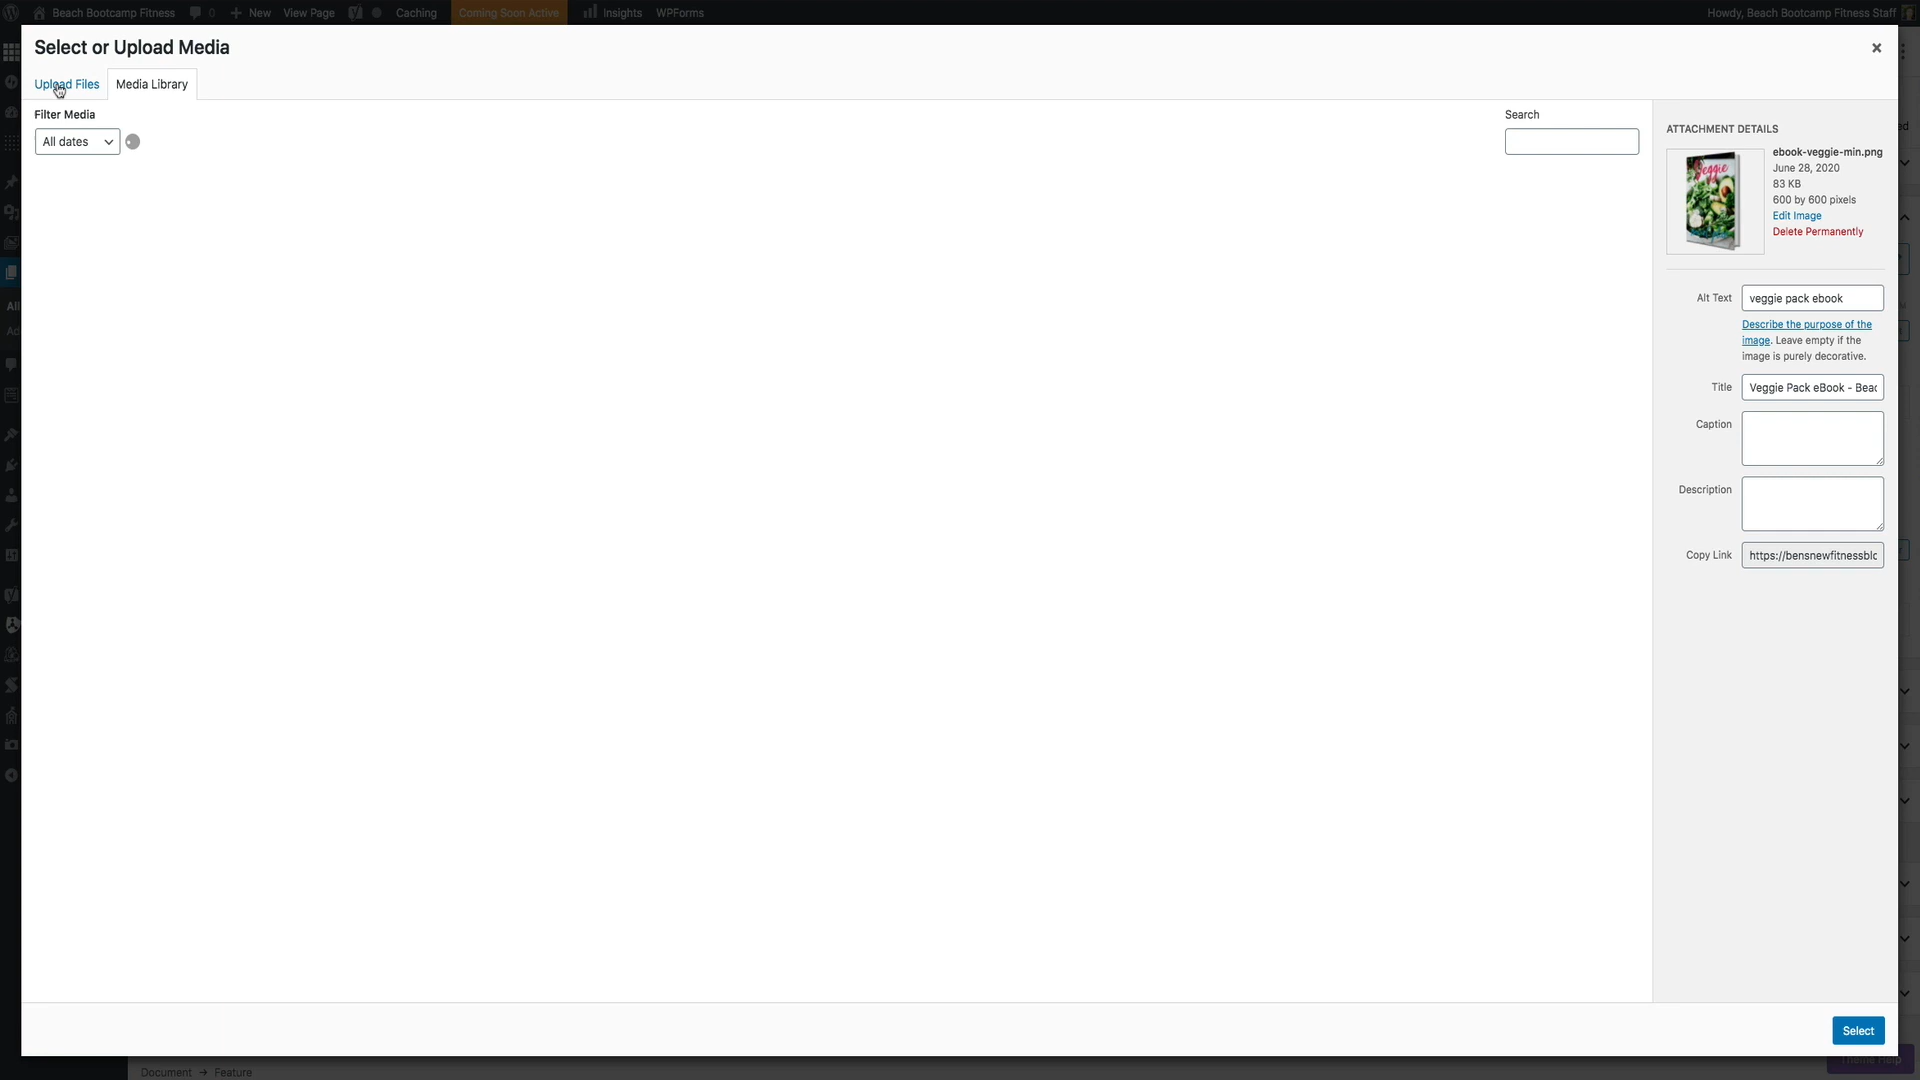 Beach Bootcamp Fitness 0 New View Page Caching Coming Soon Active Insights WPForms Howdy, Beach Bootcamp Fitness Staff
Select or Upload Media
Upload Files Media Library
Filter Media Search
All dates
ATTACHMENT DETAILS
Veggie
ebook-veggie-min.png
June 28, 2020
83 KB
600 by 600 pixels
Edit Image
Delete Permanently
Alt Text veggie pack ebook
Describe the purpose of the
image. Leave empty if the
image is purely decorative.
Title Veggie Pack eBook - Beac
Caption
Description
Copy Link https://bensnewfitnessblo
Select
Theme Help
Document → Feature